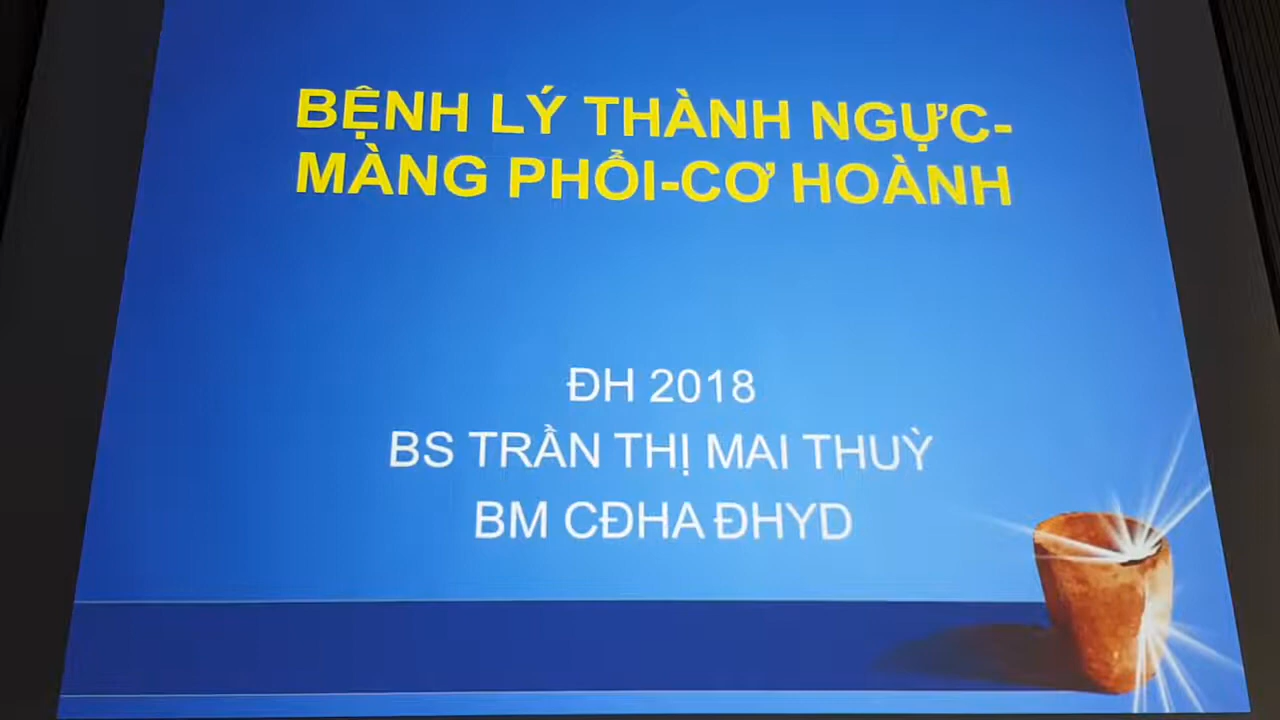 BỆNH LÝ THÀNH NGỰC-
MÀNG PHỔI-CƠ HOÀNH
ĐH 2018
BS TRẦN THỊ MAI THUỲ
BM CĐHA ĐHYD